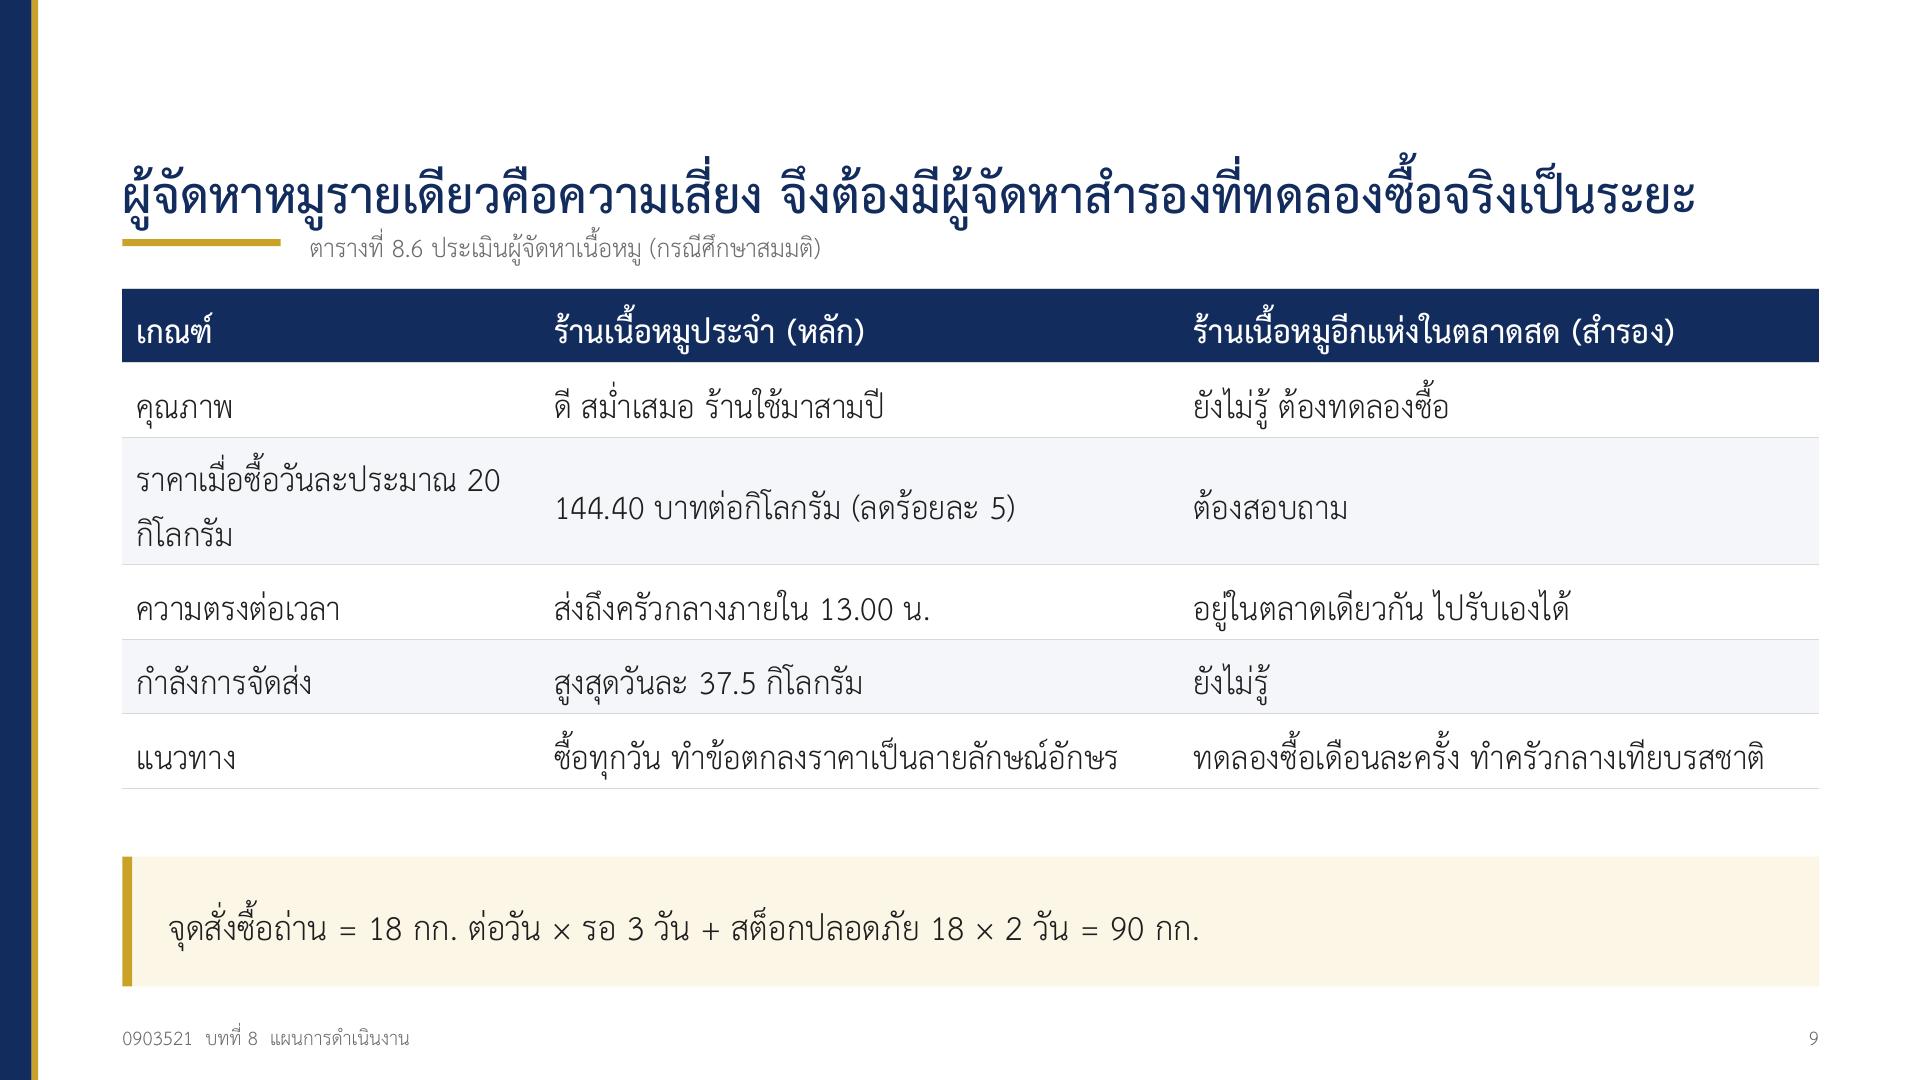 ผู้จัดหาหมูรายเดียวคือความเสี่ยง จึงต้องมีผู้จัดหาสำรองที่ทดลองซื้อจริงเป็นระยะ
ตารางที่ 8.6 ประเมินผู้จัดหาเนื้อหมู (กรณีศึกษาสมมติ)
เกณฑ์ ร้านเนื้อหมูประจำ (หลัก) ร้านเนื้อหมูอีกแห่งในตลาดสด (สำรอง)
คุณภาพ ดี สม่ำเสมอ ร้านใช้มาสามปี ยังไม่รู้ ต้องทดลองซื้อ
ราคาเมื่อซื้อวันละประมาณ 20
กิโลกรัม
144.40 บาทต่อกิโลกรัม (ลดร้อยละ 5) ต้องสอบถาม
ความตรงต่อเวลา ส่งถึงครัวกลางภายใน 13.00 น. อยู่ในตลาดเดียวกัน ไปรับเองได้
กำลังการจัดส่ง สูงสุดวันละ 37.5 กิโลกรัม ยังไม่รู้
แนวทาง ซื้อทุกวัน ทำข้อตกลงราคาเป็นลายลักษณ์อักษร ทดลองซื้อเดือนละครั้ง ทำครัวกลางเทียบรสชาติ
จุดสั่งซื้อถ่าน = 18 กก. ต่อวัน × รอ 3 วัน + สต็อกปลอดภัย 18 × 2 วัน = 90 กก.
0903521 บทที่ 8 แผนการดำเนินงาน 9